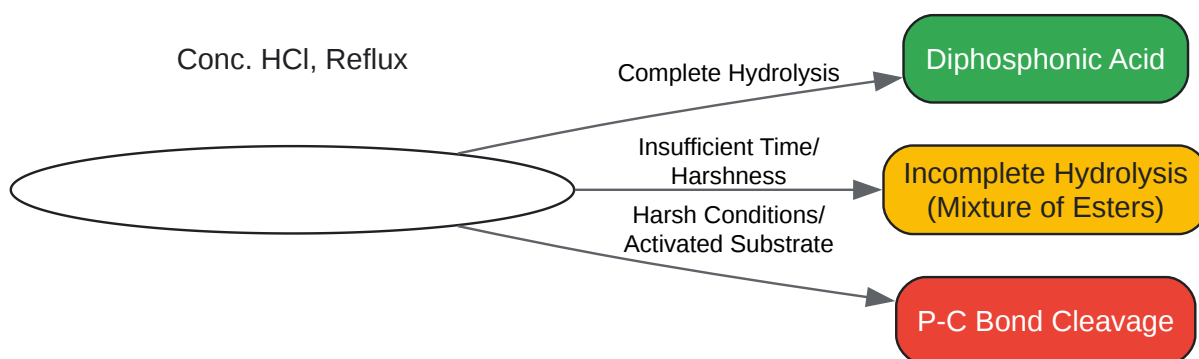 Conc. HCl, Reflux
Complete Hydrolysis
Diphosphonic Acid
Insufficient Time/
Harshness
Incomplete Hydrolysis
(Mixture of Esters)
Harsh Conditions/
Activated Substrate
P-C Bond Cleavage